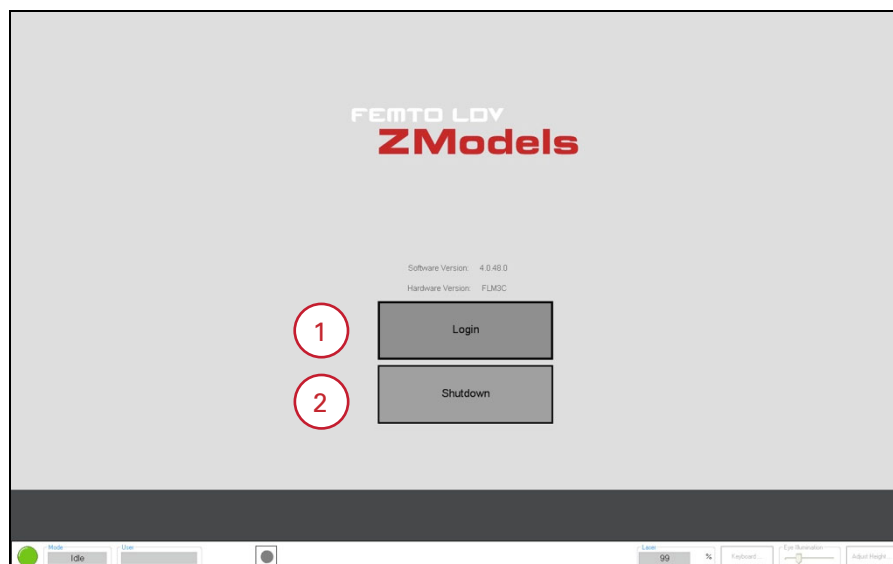 FEMTO LDV
ZModels
Software Version: 4.0.48.0
Hardware Version: FLM3C
1
Login
2
Shutdown
Mode
Idle
User
Laser
99 %
Keyboard...
Eye Illumination
Adjust Height...